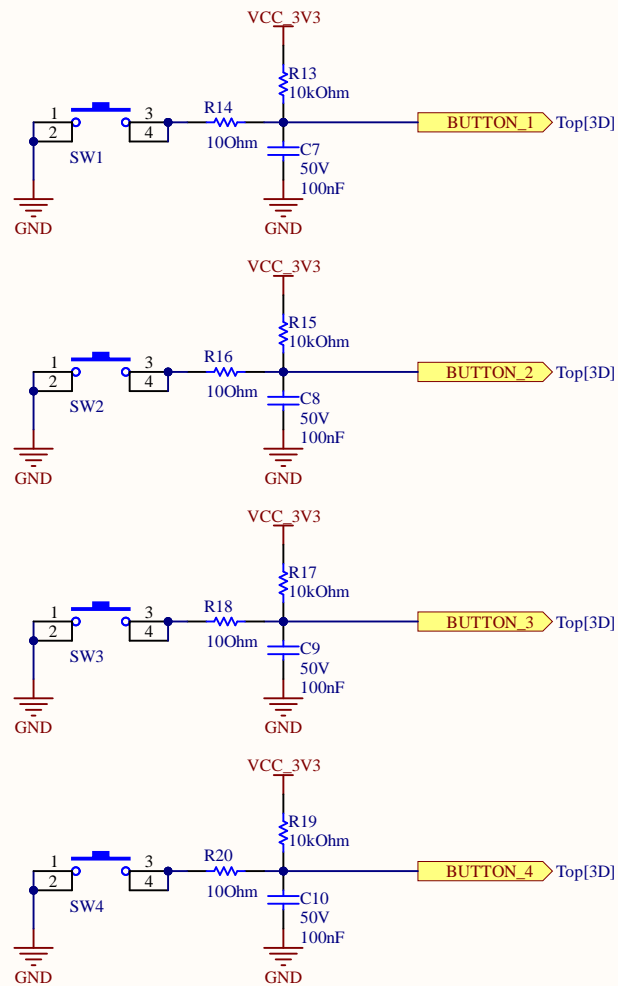 VCC_3V3
R13
10kOhm
1 3 R14 BUTTON_1 Top[3D]
2 4 10Ohm C7
SW1 50V
100nF
GND GND
VCC_3V3
R15
10kOhm
1 3 R16 BUTTON_2 Top[3D]
2 4 10Ohm C8
SW2 50V
100nF
GND GND
VCC_3V3
R17
10kOhm
1 3 R18 BUTTON_3 Top[3D]
2 4 10Ohm C9
SW3 50V
100nF
GND GND
VCC_3V3
R19
10kOhm
1 3 R20 BUTTON_4 Top[3D]
2 4 10Ohm C10
SW4 50V
100nF
GND GND